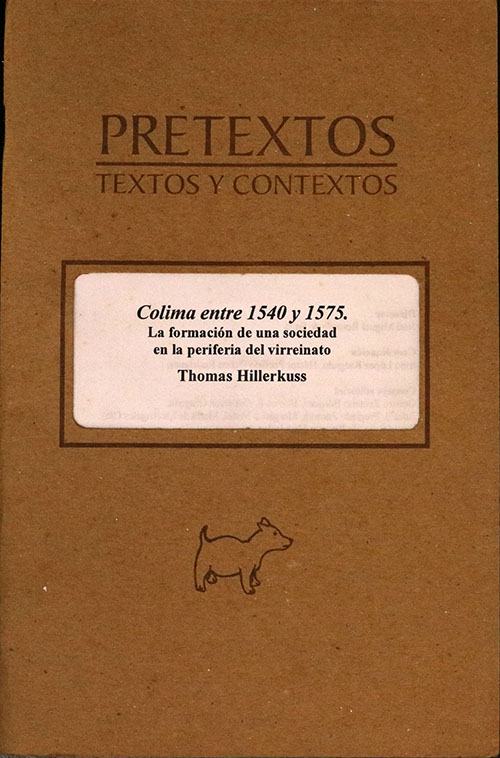 PRETEXTOS
TEXTOS Y CONTEXTOS
Colima entre 1540 y 1575.
La formación de una sociedad
en la periferia del virreinato
Thomas Hillerkuss